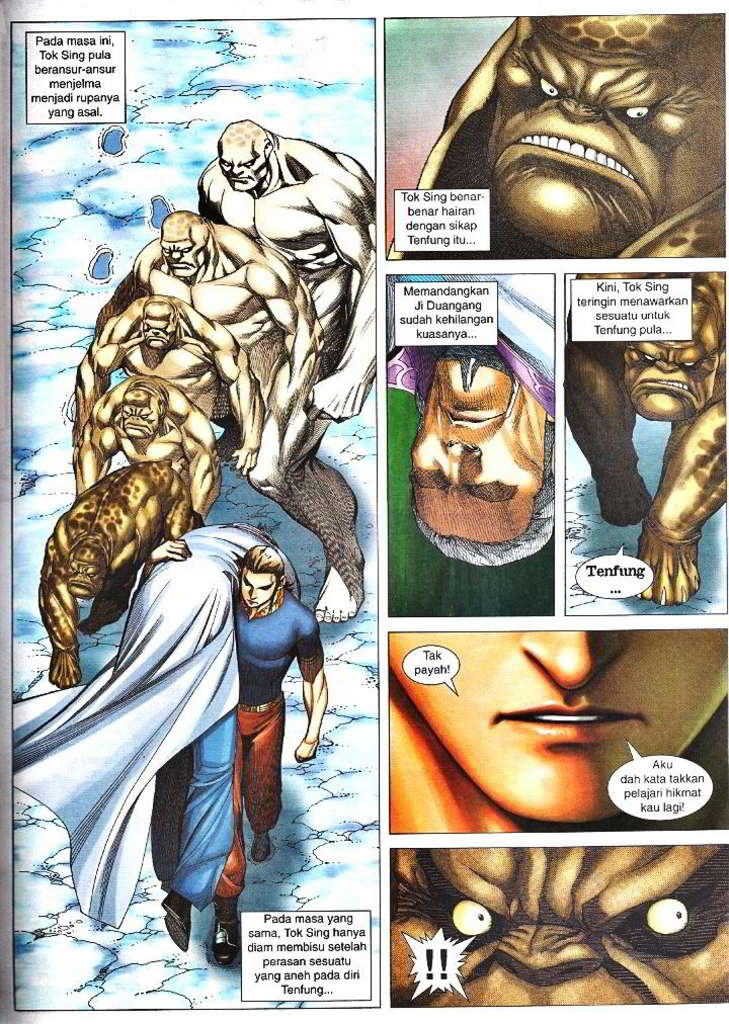 Pada masa ini,
Tok Sing pula
beransur-ansur
menjelma
menjadi rupanya
yang asal.
Pada masa yang
sama, Tok Sing hanya
diam membisu setelah
perasan sesuatu
yang aneh pada diri
Tenfung...
Tok Sing benar-
benar hairan
dengan sikap
Tenfung itu...
Memandangkan
Ji Duangang
sudah kehilangan
kuasanya...
Kini, Tok Sing
teringin menawarkan
sesuatu untuk
Tenfung pula...
Tenfung
...
Tak
payah!
Aku
dah kata takkan
pelajari hikmat
kau lagi!
!!